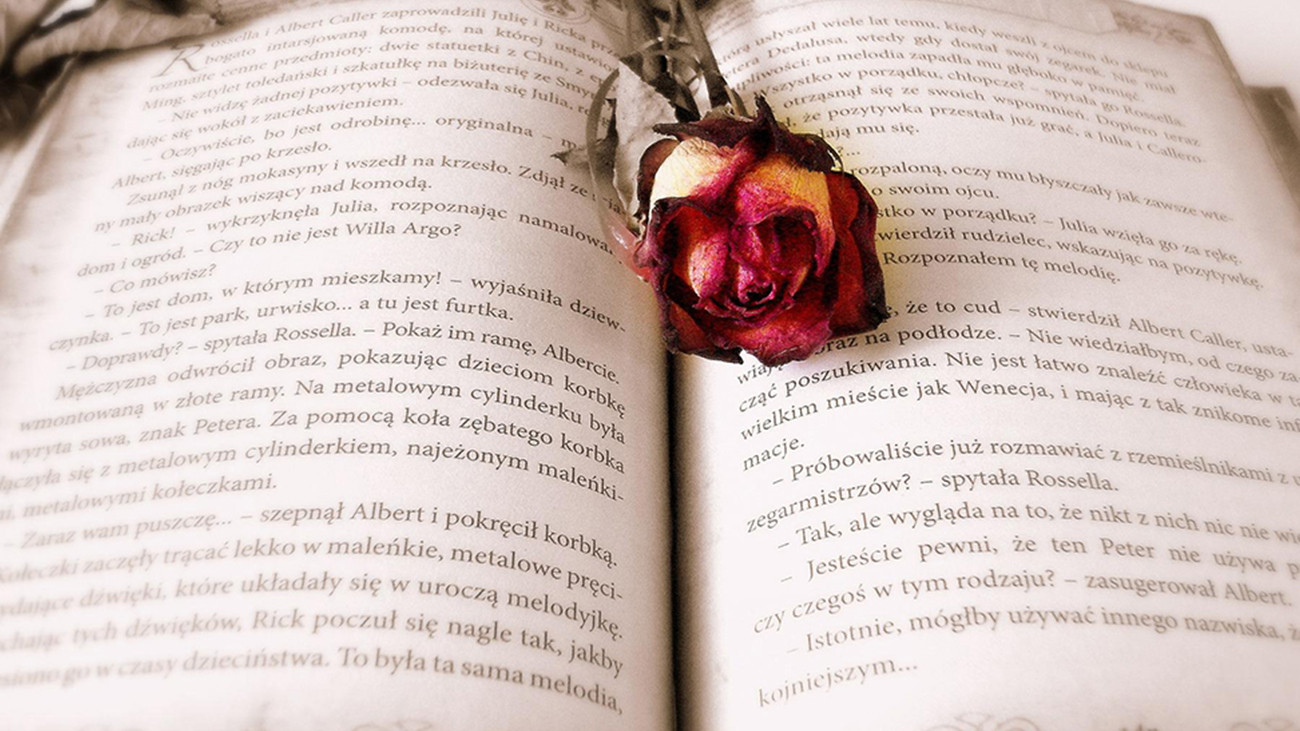 Rossella i Albert Caller zaprowadzili Julię i Ricka
bogato intarsjowaną komodę, na której
rozmaite cenne przedmioty: dwie statuetki z Chin, z
Ming, sztylet toledański i szkatułkę na biżuterię ze
– Nie widzę żadnej pozytywki – odezwała się Julia,
dając się wokół z zaciekawieniem.
– Oczywiście, bo jest odrobinę... oryginalna –
Albert, sięgając po krzesło.
Zsunął z nóg mokasyny i wszedł na krzesło. Zdjął ze
ny mały obrazek wiszący nad komodą.
– Rick! – wykrzyknęła Julia, rozpoznając
dom i ogród. – Czy to nie jest Willa Argo?
– Co mówisz?
– To jest dom, w którym mieszkamy! – wyjaśniła dziew-
czynka. – To jest park, urwisko... a tu jest furtka.
– Doprawdy? – spytała Rossella. – Pokaż im ramę, Albercie.
Mężczyzna odwrócił obraz, pokazując dzieciom korbkę
wmontowaną w złote ramy. Na metalowym cylinderku była
wyryta sowa, znak Petera. Za pomocą koła zębatego korbka
łączyła się z metalowym cylinderkiem, najeżonym maleńki-
mi, metalowymi kołeczkami.
– Zaraz wam puszczę... – szepnął Albert i pokręcił korbką.
Kołeczki zaczęły trącać lekko w maleńkie, metalowe pręci-
dźwięki, które układały się w uroczą melodyjkę.
tych dźwięków, Rick poczuł się nagle tak, jakby
go w czasy dzieciństwa. To była ta sama melodia,
usłyszał wiele lat temu, kiedy weszli z ojcem do sklepu
Dedalusa, wtedy gdy dostał swój zegarek. Nie miał
ta melodia zapadła mu głęboko w pamięć.
w porządku, chłopcze? – spytała go Rossella.
otrząsnął się ze swoich wspomnień. Dopiero teraz
że pozytywka przestała już grać, a Julia i Callero-
mu się.
oczy mu błyszczały jak zawsze wte-
o swoim ojcu.
w porządku? – Julia wzięła go za rękę.
rudzielec, wskazując na pozytywkę.
Rozpoznałem tę melodię.
że to cud – stwierdził Albert Caller, usta-
na podłodze. – Nie wiedziałbym, od czego za-
cząć poszukiwania. Nie jest łatwo znaleźć człowieka w
wielkim mieście jak Wenecja, i mając z tak znikome
macje.
– Próbowaliście już rozmawiać z rzemieślnikami z
zegarmistrzów? – spytała Rossella.
– Tak, ale wygląda na to, że nikt z nich nic nie
– Jesteście pewni, że ten Peter nie używa
czy czegoś w tym rodzaju? – zasugerował Albert.
– Istotnie, mógłby używać innego nazwiska,
kojniejszym...